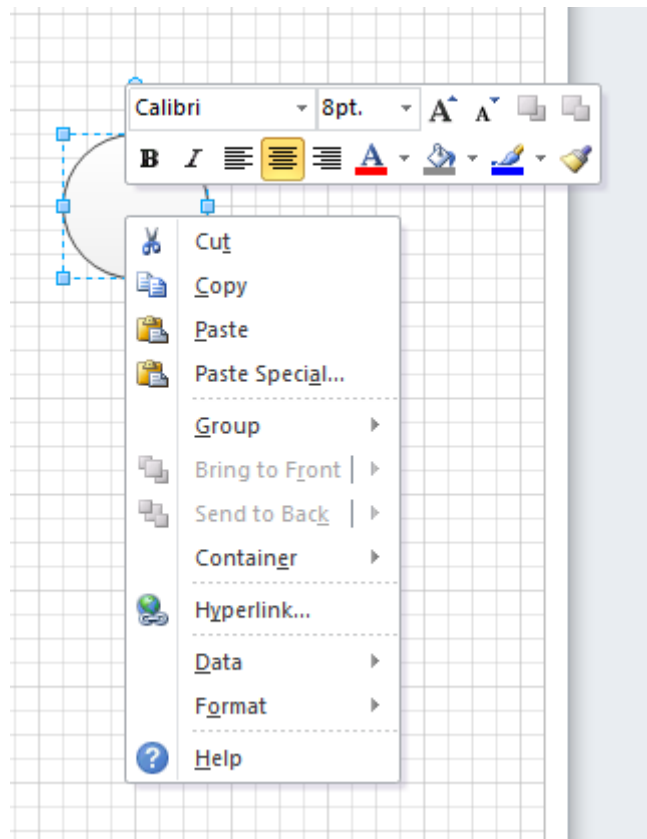 Calibri 8pt. A A
B I A
Cut
Copy
Paste
Paste Special...
Group
Bring to Front
Send to Back
Container
Hyperlink...
Data
Format
? Help